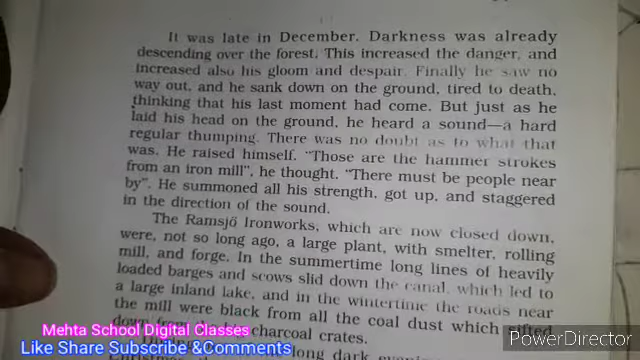 It was late in December. Darkness was already
descending over the forest. This increased the danger, and
increased also his gloom and despair. Finally he saw no
way out, and he sank down on the ground, tired to death,
thinking that his last moment had come. But just as he
laid his head on the ground, he heard a sound—a hard
regular thumping. There was no doubt as to what that
was. He raised himself. “Those are the hammer strokes
from an iron mill”, he thought. “There must be people near
by”. He summoned all his strength, got up, and staggered
in the direction of the sound.
The Ramsjö Ironworks, which are now closed down,
were, not so long ago, a large plant, with smelter, rolling
mill, and forge. In the summertime long lines of heavily
loaded barges and scows slid down the canal, which led to
a large inland lake, and in the wintertime the roads near
the mill were black from all the coal dust which sifted
charcoal crates.
long dark
Mehta School Digital Classes
Like Share Subscribe &Comments
PowerDirector